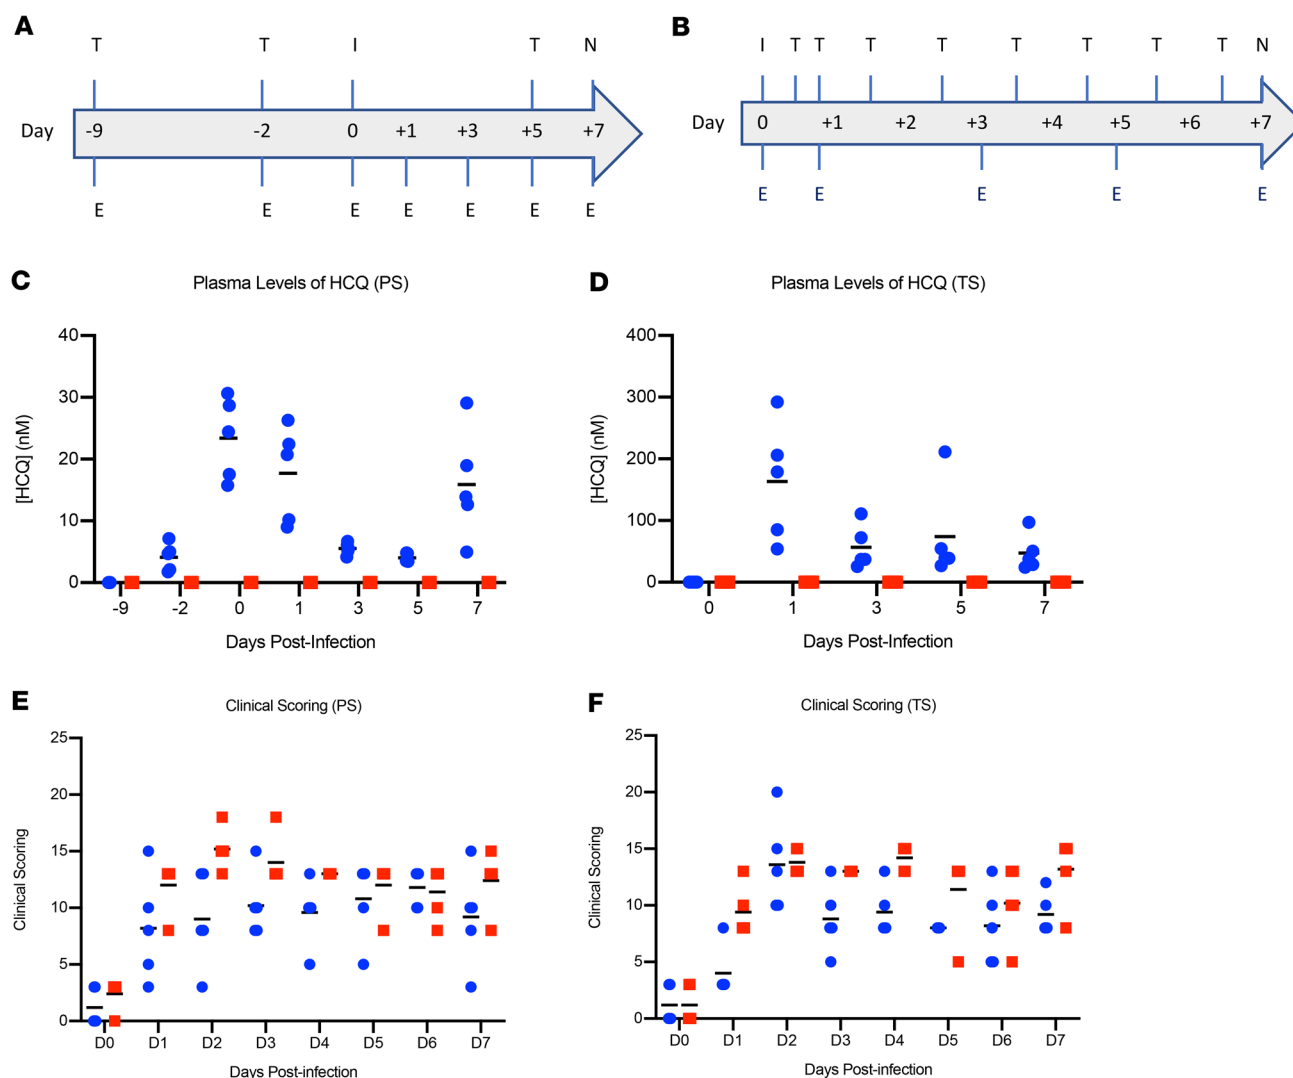 A
T T I T N
Day -9 -2 0 +1 +3 +5 +7
E E E E E E E
B
I T T T T T T T T N
Day 0 +1 +2 +3 +4 +5 +6 +7
E E E E E
C
Plasma Levels of HCQ (PS)
[HCQ] (nM)
40
30
20
10
0
-9 -2 0 1 3 5 7
Days Post-Infection
D
Plasma Levels of HCQ (TS)
[HCQ] (nM)
400
300
200
100
0
0 1 3 5 7
Days Post-Infection
E
Clinical Scoring (PS)
Clinical Scoring
25
20
15
10
5
0
D0 D1 D2 D3 D4 D5 D6 D7
Days Post-infection
F
Clinical Scoring (TS)
Clinical Scoring
25
20
15
10
5
0
D0 D1 D2 D3 D4 D5 D6 D7
Days Post-infection